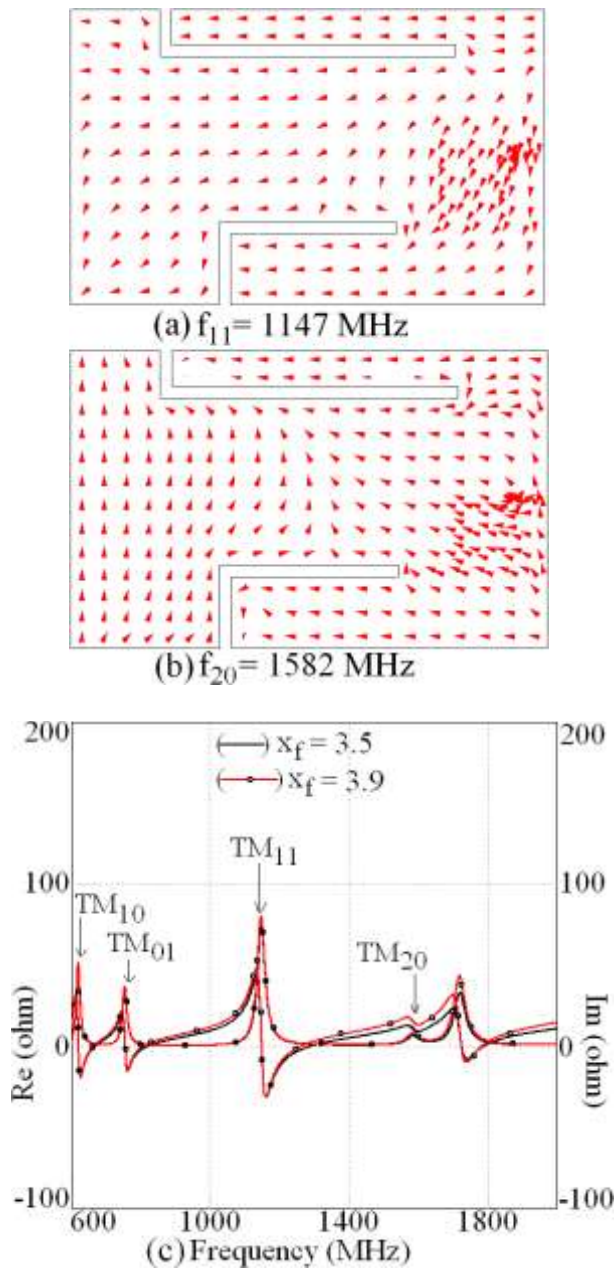 (a) f11= 1147 MHz
(b) f20= 1582 MHz
200
200
(—) xf = 3.5
(—) xf = 3.9
TM11
100
100
TM10
TM01
TM20
Re (ohm)
Im (ohm)
0
0
-100
-100
600
1000
1400
1800
(c) Frequency (MHz)